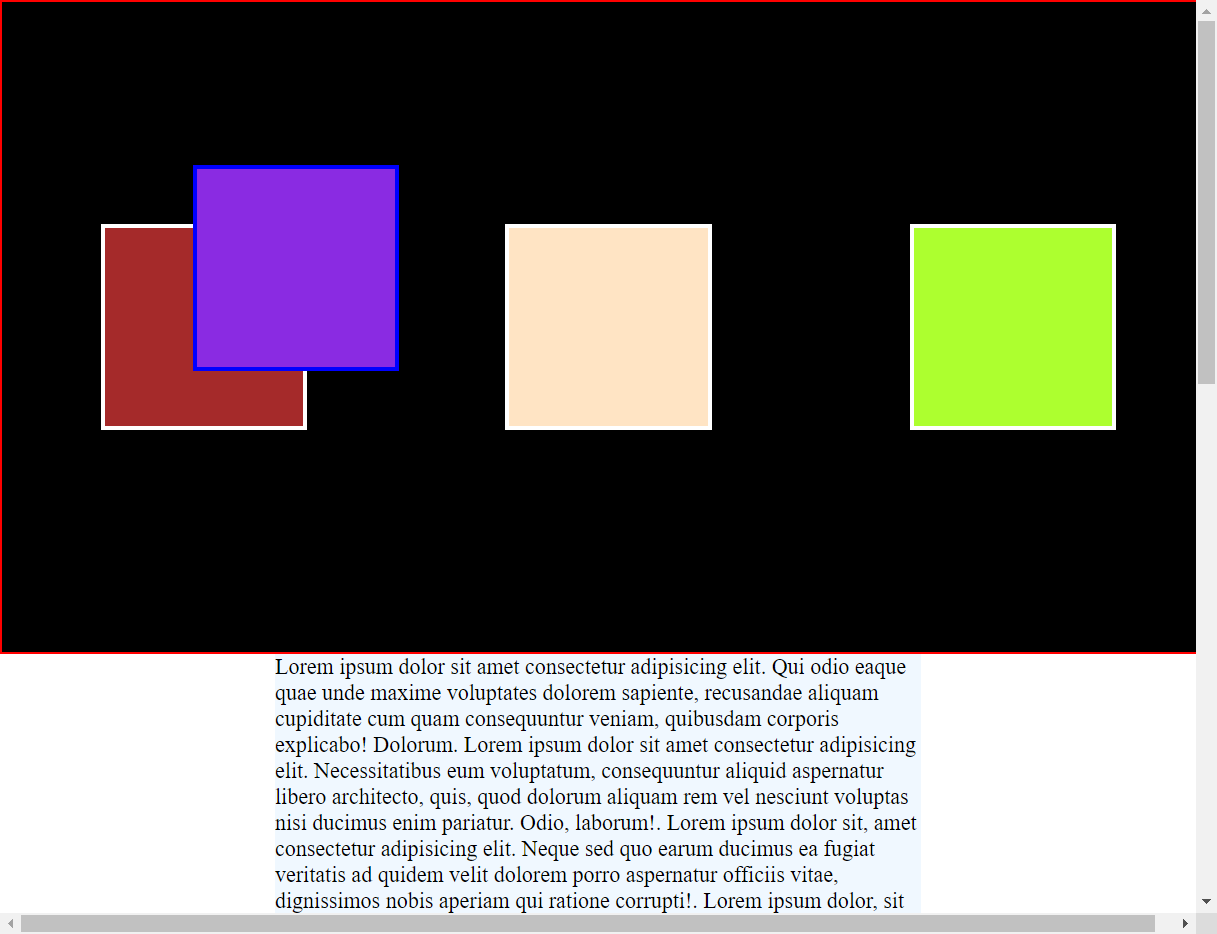 Lorem ipsum dolor sit amet consectetur adipisicing elit. Qui odio eaque
quae unde maxime voluptates dolorem sapiente, recusandae aliquam
cupiditate cum quam consequuntur veniam, quibusdam corporis
explicabo! Dolorum. Lorem ipsum dolor sit amet consectetur adipisicing
elit. Necessitatibus eum voluptatum, consequuntur aliquid aspernatur
libero architecto, quis, quod dolorum aliquam rem vel nesciunt voluptas
nisi ducimus enim pariatur. Odio, laborum!. Lorem ipsum dolor sit, amet
consectetur adipisicing elit. Neque sed quo earum ducimus ea fugiat
veritatis ad quidem velit dolorem porro aspernatur officiis vitae,
dignissimos nobis aperiam qui ratione corrupti!. Lorem ipsum dolor, sit